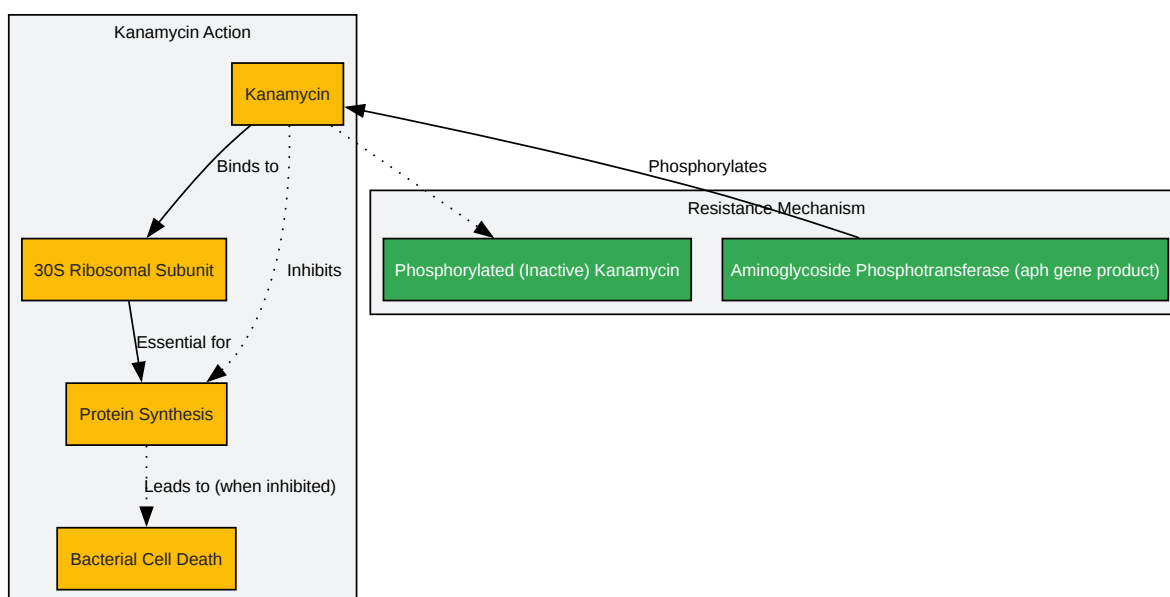 Kanamycin Action
Kanamycin
Binds to
Phosphorylates
Resistance Mechanism
30S Ribosomal Subunit
Inhibits
Phosphorylated (Inactive) Kanamycin
Aminoglycoside Phosphotransferase (aph gene product)
Essential for
Protein Synthesis
Leads to (when inhibited)
Bacterial Cell Death